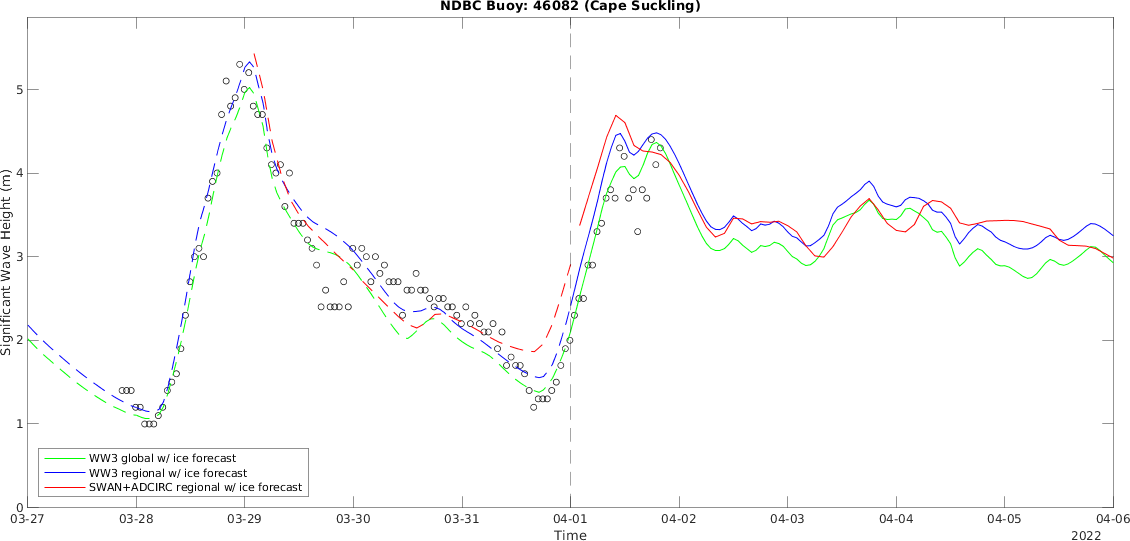 NDBC Buoy: 46082 (Cape Suckling)
Significant Wave Height (m)
5
4
3
2
1
0
WW3 global w/ ice forecast
WW3 regional w/ ice forecast
SWAN+ADCIRC regional w/ ice forecast
03-27 03-28 03-29 03-30 03-31 04-01 04-02 04-03 04-04 04-05 04-06
Time
2022